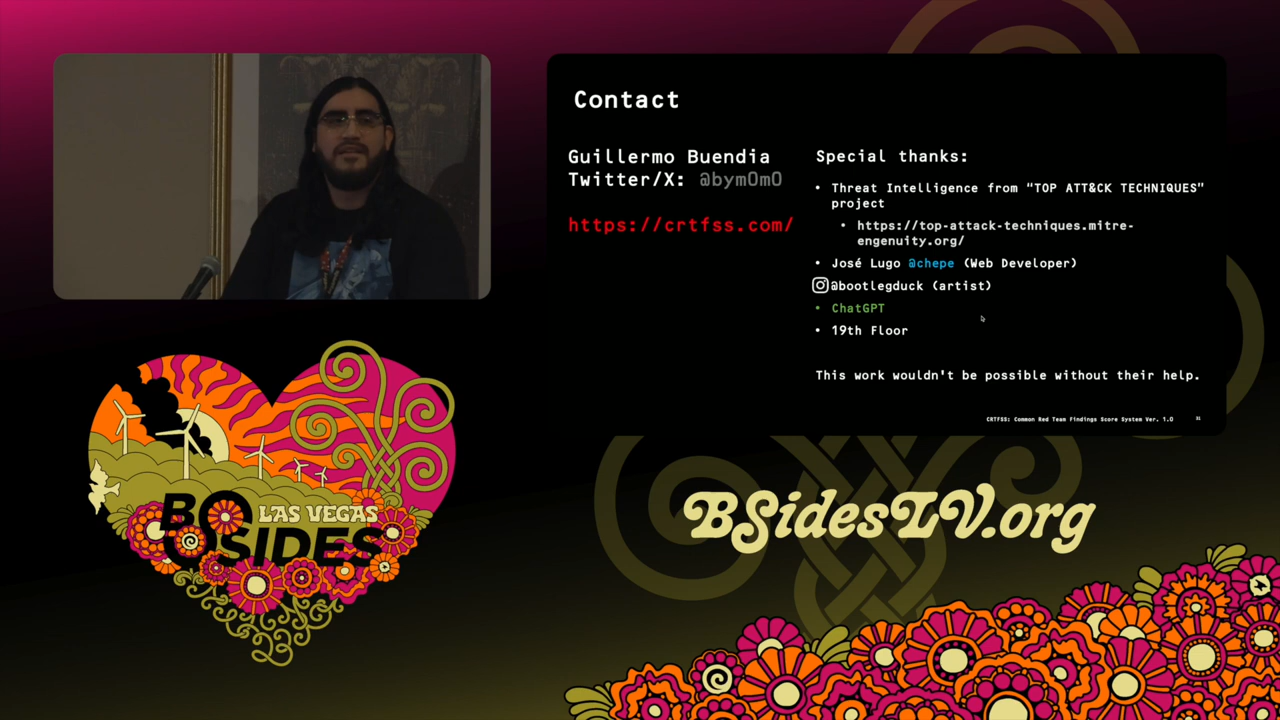 Contact
Guillermo Buendia
Twitter/X: @bym0m0
https://crtfss.com/
Special thanks:
• Threat Intelligence from “TOP ATT&CK TECHNIQUES”
project
• https://top-attack-techniques.mitre-
engenuity.org/
• José Lugo @chepe (Web Developer)
@bootlegduck (artist)
• ChatGPT
• 19th Floor
This work wouldn't be possible without their help.
CRTFSS: Common Red Team Findings Score System Ver. 1.0
31
LAS VEGAS
BSIDES
BSidesLV.org